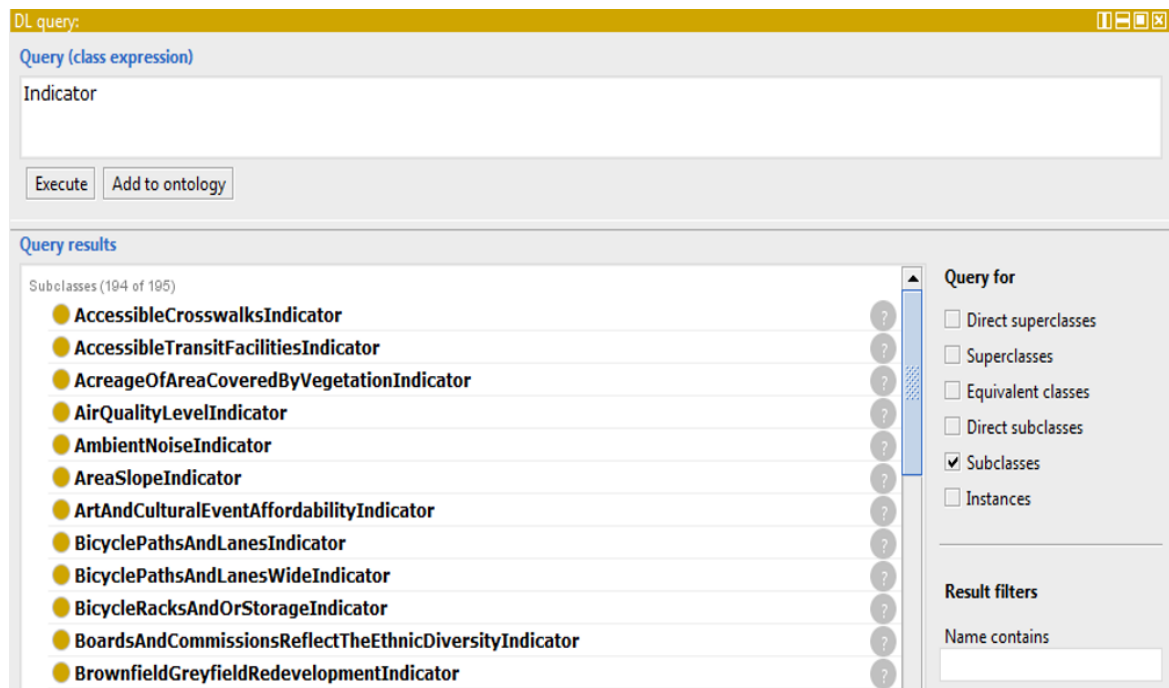 DL query:
Query (class expression)
Indicator
Execute
Add to ontology
Query results
Subclasses (194 of 195)
AccessibleCrosswalksIndicator
?
AccessibleTransitFacilitiesIndicator
?
AcreageOfAreaCoveredByVegetationIndicator
?
AirQualityLevelIndicator
?
AmbientNoiseIndicator
?
AreaSlopeIndicator
?
ArtAndCulturalEventAffordabilityIndicator
?
BicyclePathsAndLanesIndicator
?
BicyclePathsAndLanesWideIndicator
?
BicycleRacksAndOrStorageIndicator
?
BoardsAndCommissionsReflectTheEthnicDiversityIndicator
?
BrownfieldGreyfieldRedevelopmentIndicator
?
Query for
Direct superclasses
Superclasses
Equivalent classes
Direct subclasses
Subclasses
Instances
Result filters
Name contains